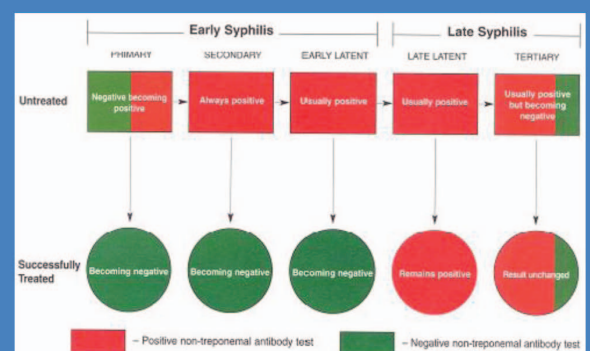 Early Syphilis
Late Syphilis
PRIMARY
SECONDARY
EARLY LATENT
LATE LATENT
TERTIARY
Untreated
Negative becoming
positive
Always positive
Usually positive
Usually positive
Usually positive
but becoming
negative
Successfully
Treated
Becoming negative
Becoming negative
Becoming negative
Remains positive
Result unchanged
– Positive non-treponemal antibody test
– Negative non-treponemal antibody test